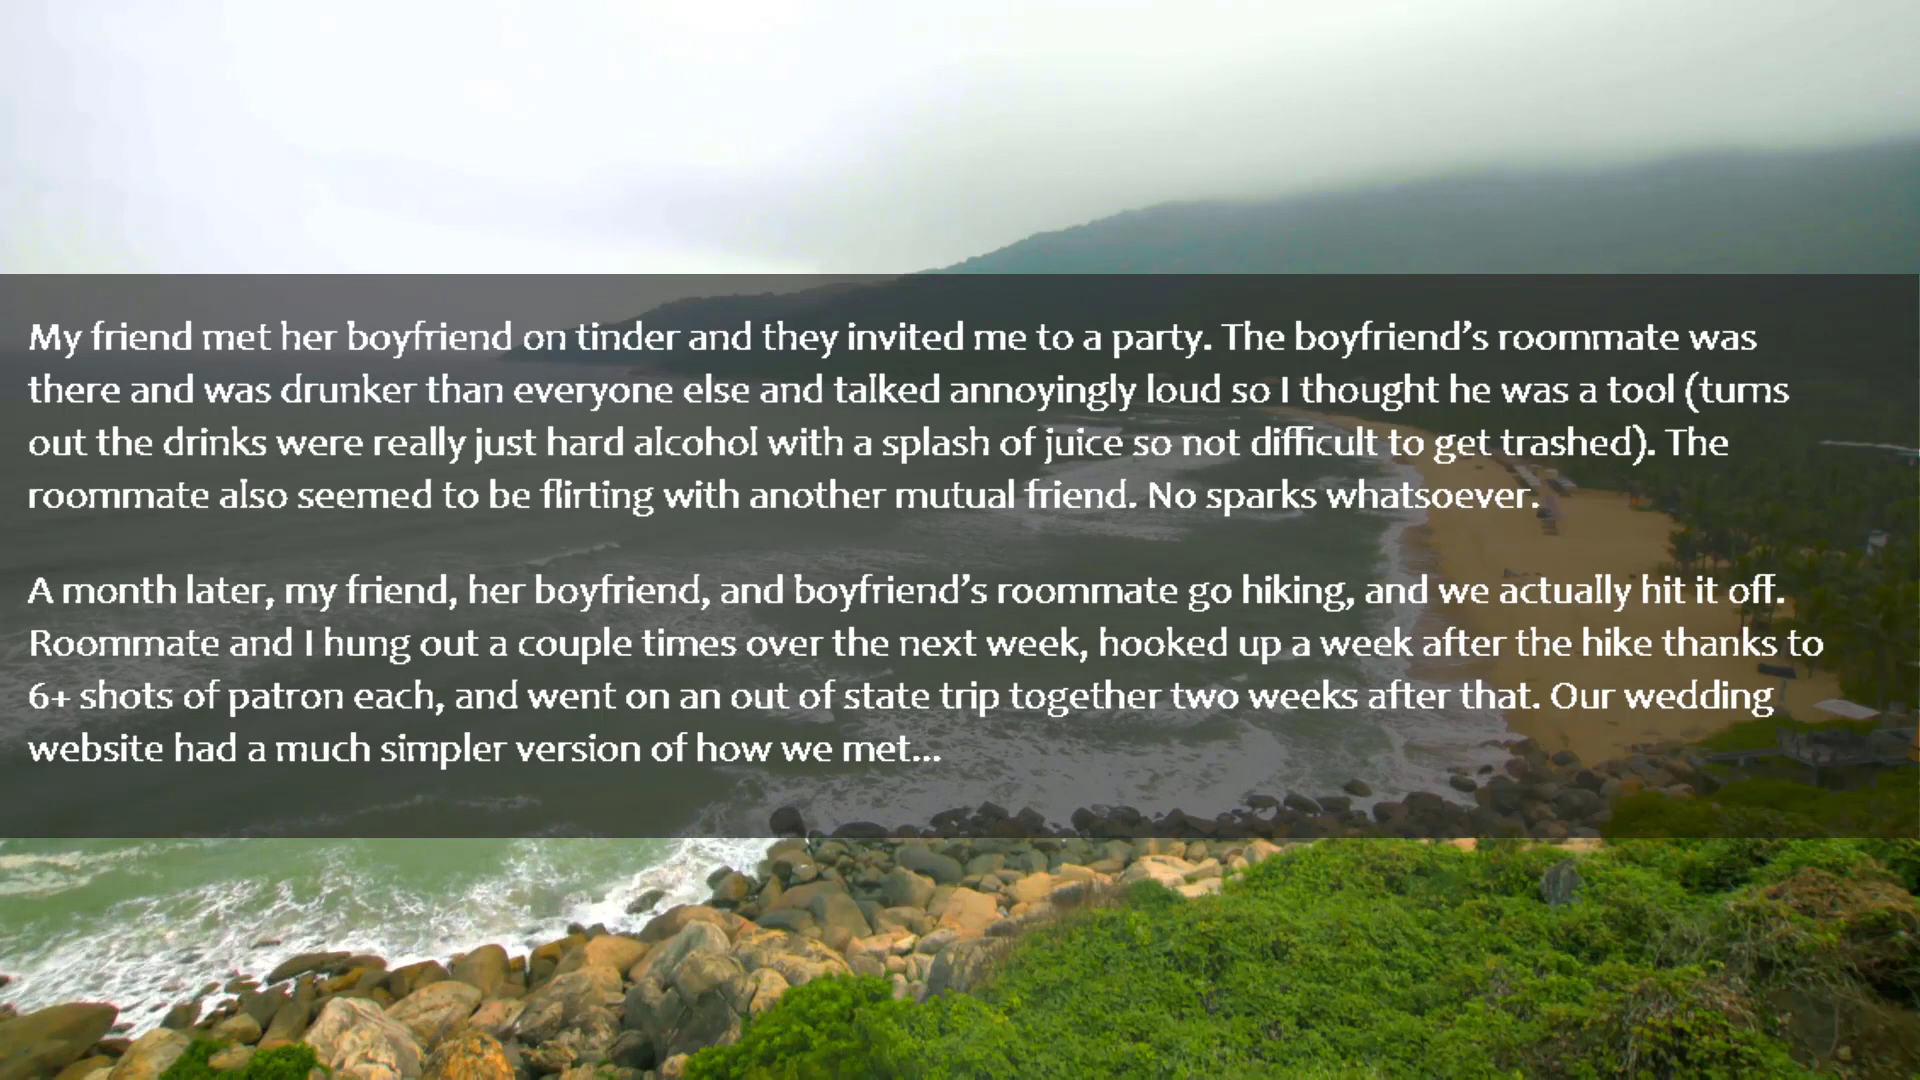 My friend met her boyfriend on tinder and they invited me to a party. The boyfriend’s roommate was
there and was drunker than everyone else and talked annoyingly loud so I thought he was a tool (turns
out the drinks were really just hard alcohol with a splash of juice so not difficult to get trashed). The
roommate also seemed to be flirting with another mutual friend. No sparks whatsoever.
A month later, my friend, her boyfriend, and boyfriend’s roommate go hiking, and we actually hit it off.
Roommate and I hung out a couple times over the next week, hooked up a week after the hike thanks to
6+ shots of patron each, and went on an out of state trip together two weeks after that. Our wedding
website had a much simpler version of how we met...